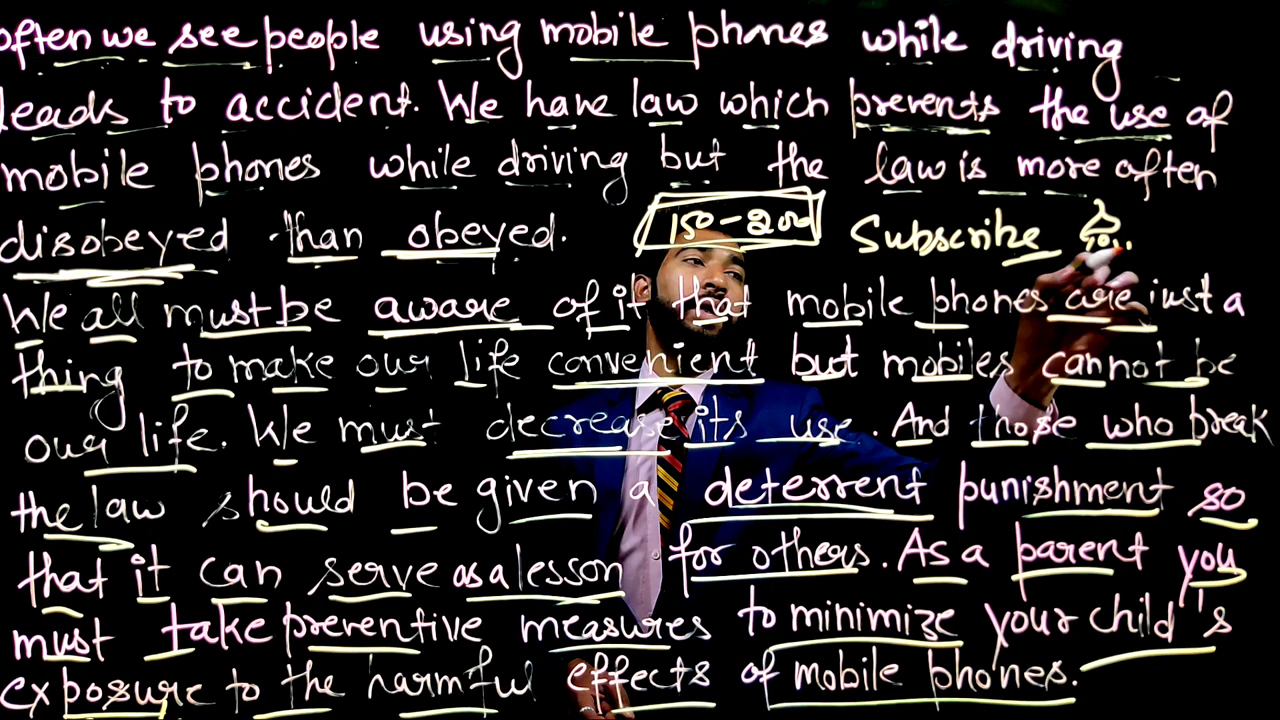 often we see people using mobile phones while driving
leads to accident. We have law which prevents the use of
mobile phones while driving but the law is more often
disobeyed than obeyed. 150-200 Subscribe
We all must be aware of it that mobile phones are just a
thing to make our life convenient but mobiles cannot be
our life. We must decrease its use. And those who break
the law should be given a deterrent punishment so
that it can serve as a lesson for others. As a parent you
must take preventive measures to minimize your child's
exposure to the harmful effects of mobile phones.